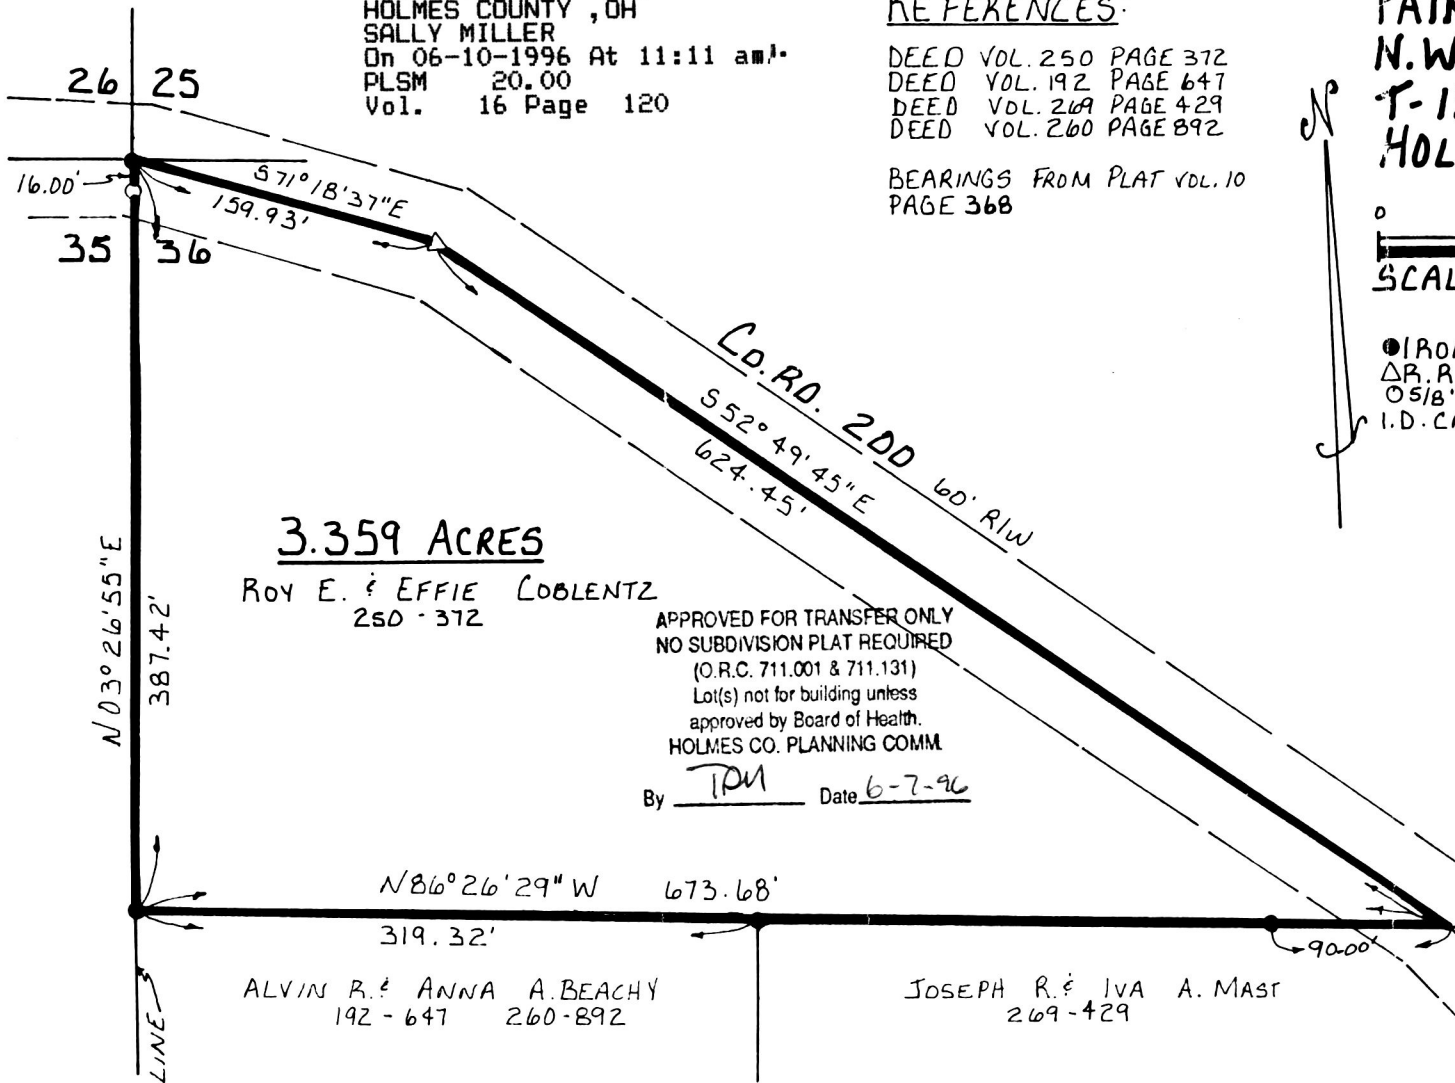 HOLMES COUNTY ,OH
SALLY MILLER
On 06-10-1996 At 11:11 am.
PLSM 20.00
Vol. 16 Page 120
REFERENCES:
DEED VOL. 250 PAGE 372
DEED VOL. 192 PAGE 647
DEED VOL. 269 PAGE 429
DEED VOL. 260 PAGE 892
BEARINGS FROM PLAT VOL. 10
PAGE 368
N.W
T-1
HOL
N
0
SCAL
IRO
R.R
5/8"
I.D. CA
26 25
35 36
16.00'
S 71° 18' 37" E
159.93'
CO. RD. 200 60' R/W
S 52° 49' 45" E
624.45'
3.359 ACRES
ROY E. & EFFIE COBLENTZ
250 - 372
N 03° 26' 55" E
387.42'
APPROVED FOR TRANSFER ONLY
NO SUBDIVISION PLAT REQUIRED
(O.R.C. 711.001 & 711.131)
Lot(s) not for building unless
approved by Board of Health.
HOLMES CO. PLANNING COMM.
By Date 6-7-96
N 86° 26' 29" W 673.68'
319.32'
90.00'
ALVIN R. & ANNA A. BEACHY
192 - 647 260-892
JOSEPH R. & IVA A. MAST
269-429
LINE